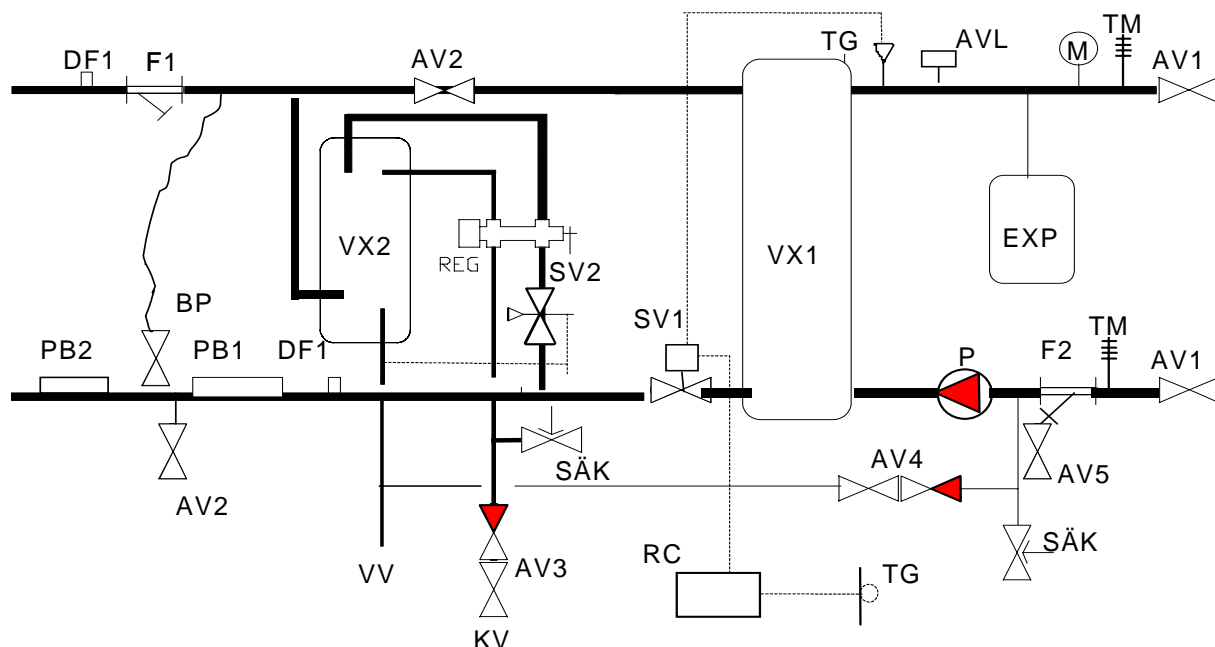 DF1 F1 AV2 TG AVL M TM AV1
VX2 REG SV2 VX1 EXP
BP SV1
PB2 PB1 DF1 P F2 TM AV1
AV2 SÄK AV4 AV5
VV AV3 RC TG SÄK
KV